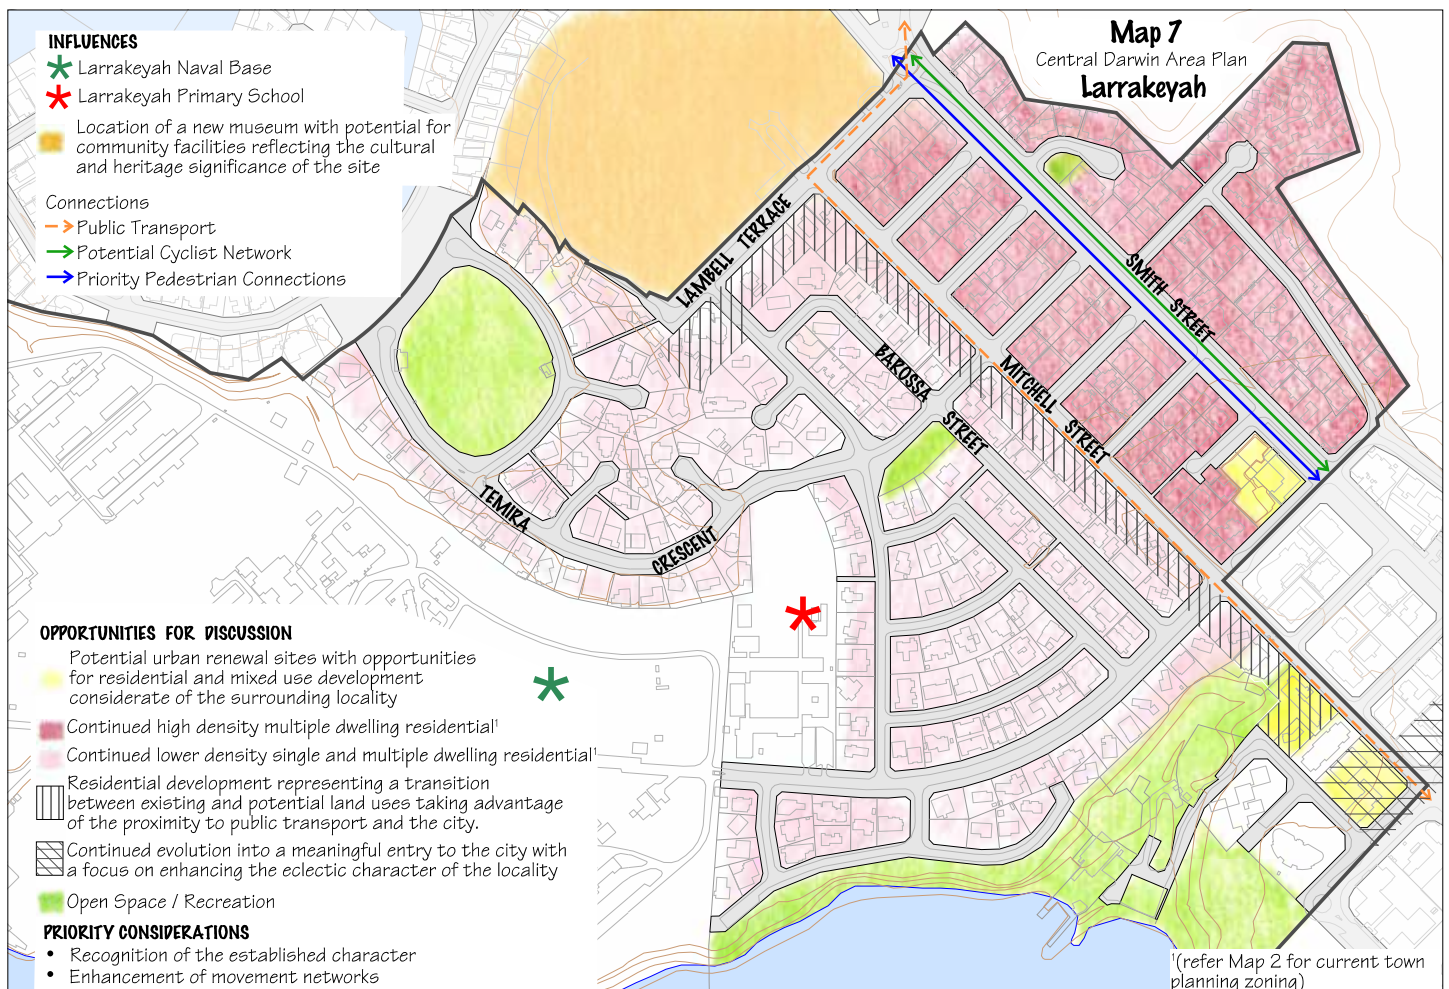 Map 7
Central Darwin Area Plan
Larrakeyah
INFLUENCES
Larrakeyah Naval Base
Larrakeyah Primary School
Location of a new museum with potential for
community facilities reflecting the cultural
and heritage significance of the site
Connections
Public Transport
Potential Cyclist Network
Priority Pedestrian Connections
LAMBELL TERRACE
SMITH STREET
BAROSSA STREET
MITCHELL STREET
TEMIRA CRESCENT
OPPORTUNITIES FOR DISCUSSION
Potential urban renewal sites with opportunities
for residential and mixed use development
considerate of the surrounding locality
Continued high density multiple dwelling residential¹
Continued lower density single and multiple dwelling residential¹
Residential development representing a transition
between existing and potential land uses taking advantage
of the proximity to public transport and the city.
Continued evolution into a meaningful entry to the city with
a focus on enhancing the eclectic character of the locality
Open Space / Recreation
PRIORITY CONSIDERATIONS
• Recognition of the established character
• Enhancement of movement networks
¹(refer Map 2 for current town
planning zoning)